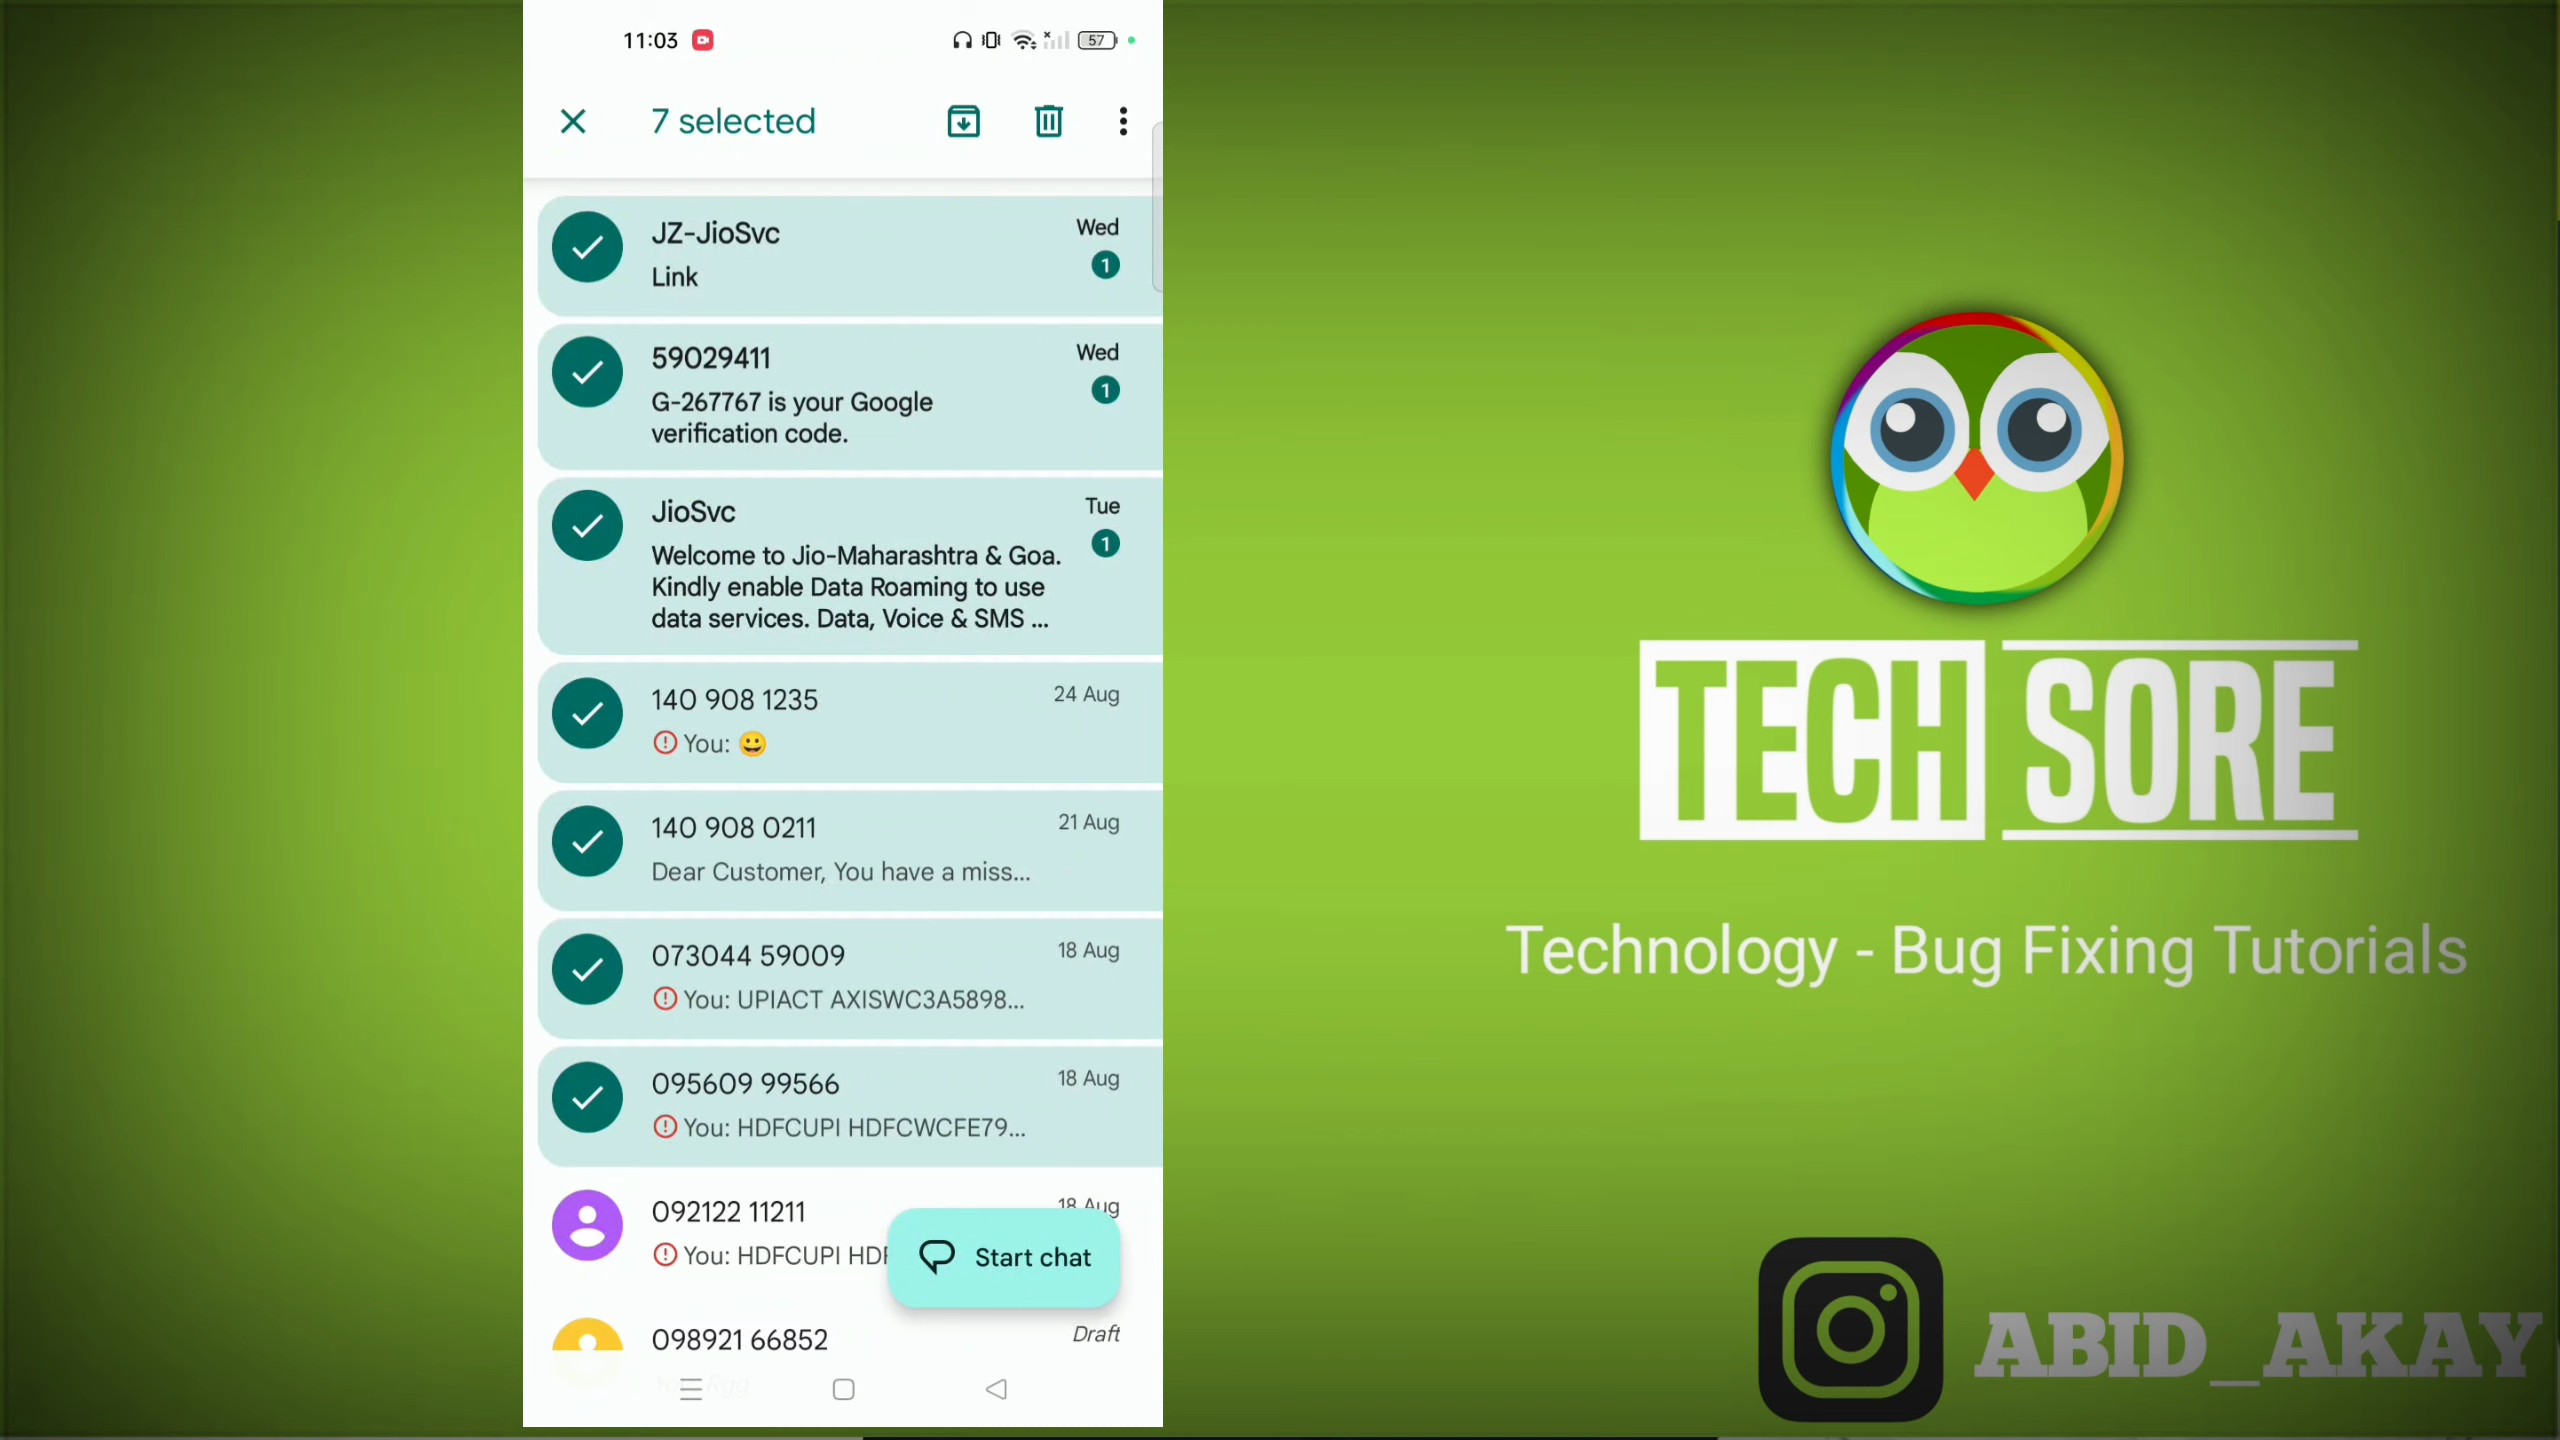 11:03
57
7 selected
JZ-JioSvc
Wed
Link
1
59029411
Wed
G-267767 is your Google
verification code.
1
JioSvc
Tue
Welcome to Jio-Maharashtra & Goa.
Kindly enable Data Roaming to use
data services. Data, Voice & SMS ...
1
140 908 1235
24 Aug
You: 😀
140 908 0211
21 Aug
Dear Customer, You have a miss...
073044 59009
18 Aug
You: UPIACT AXISWC3A5898...
095609 99566
18 Aug
You: HDFCUPI HDFCWCFE79...
092122 11211
18 Aug
You: HDFCUPI HDF
Start chat
098921 66852
Draft
TECH SORE
Technology - Bug Fixing Tutorials
ABID_AKAY